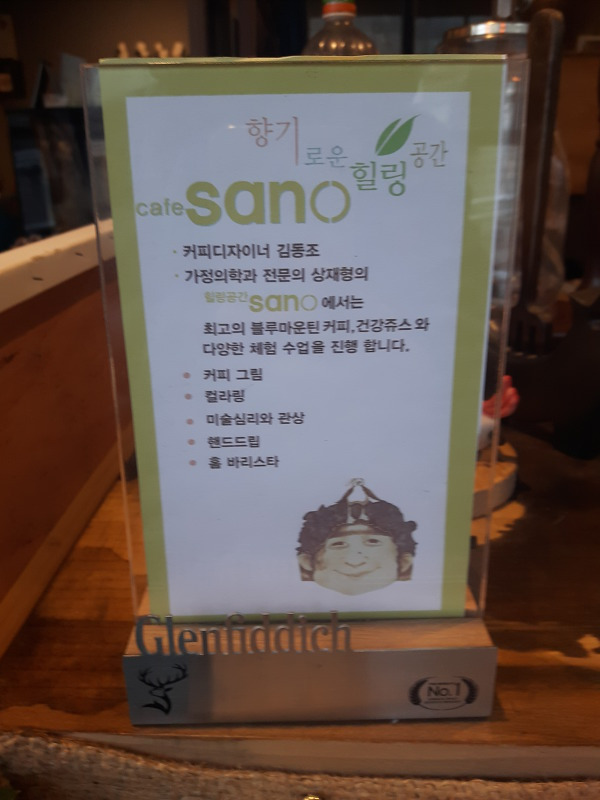 향기로운 힐링 공간
cafe sano
· 커피디자이너 김동조
· 가정의학과 전문의 상재형의
힐링공간 sano 에서는
최고의 블루마운틴 커피, 건강쥬스 와
다양한 체험 수업을 진행 합니다.
• 커피 그림
• 컬라링
• 미술심리와 관상
• 핸드드립
• 홈 바리스타
Glenfiddich
No.1